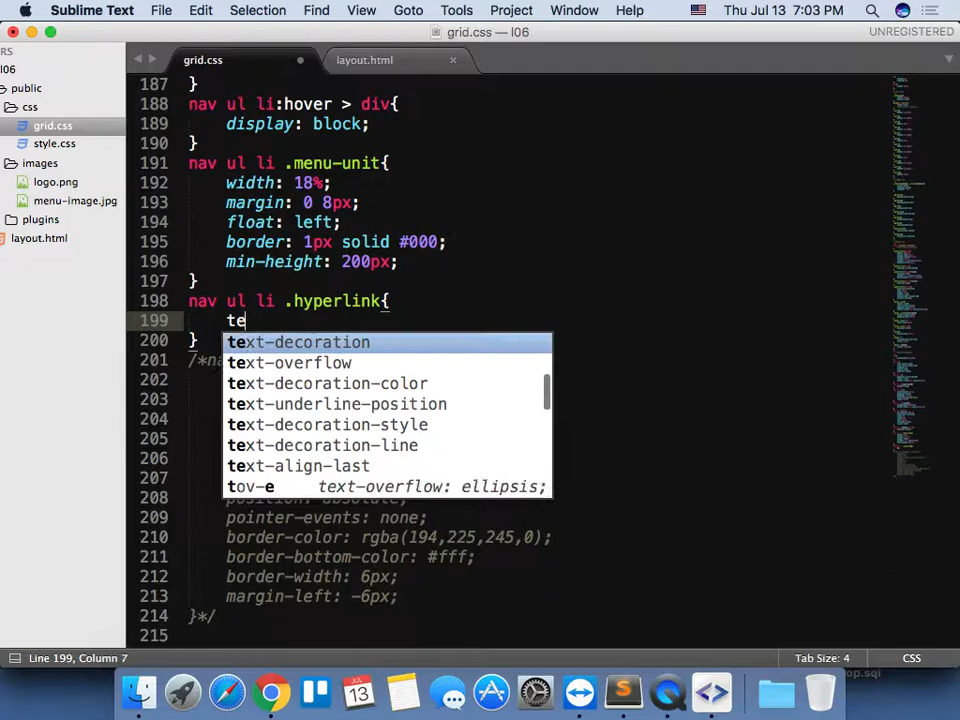 Sublime Text File Edit Selection Find View Goto Tools Project Window Help Thu Jul 13 7:03 PM
grid.css — l06 UNREGISTERED
RS
l06
public
css
grid.css
style.css
images
logo.png
menu-image.jpg
plugins
layout.html
grid.css layout.html
187 }
188 nav ul li:hover > div{
189 display: block;
190 }
191 nav ul li .menu-unit{
192 width: 18%;
193 margin: 0 8px;
194 float: left;
195 border: 1px solid #000;
196 min-height: 200px;
197 }
198 nav ul li .hyperlink{
199 te
200 }
201 /*na
202
203
204
205
206
207
208 position: absolute;
209 pointer-events: none;
210 border-color: rgba(194,225,245,0);
211 border-bottom-color: #fff;
212 border-width: 6px;
213 margin-left: -6px;
214 }*/
215
text-decoration
text-overflow
text-decoration-color
text-underline-position
text-decoration-style
text-decoration-line
text-align-last
tov-e text-overflow: ellipsis;
Line 199, Column 7 Tab Size: 4 CSS
op.sql
JUL
13